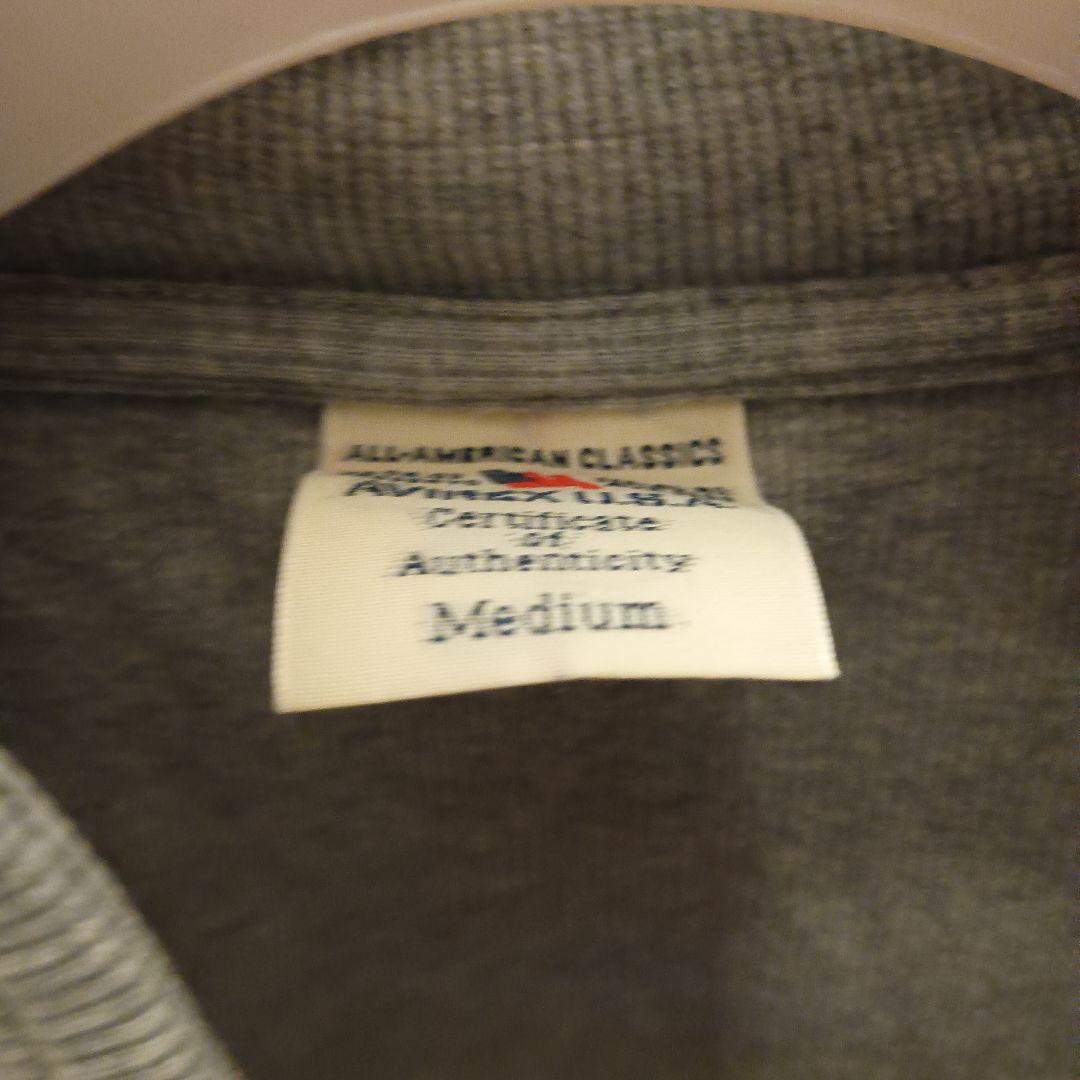 ALL-AMERICAN CLASSICS
AVIREX U.S.A.
Certificate
of
Authenticity
Medium